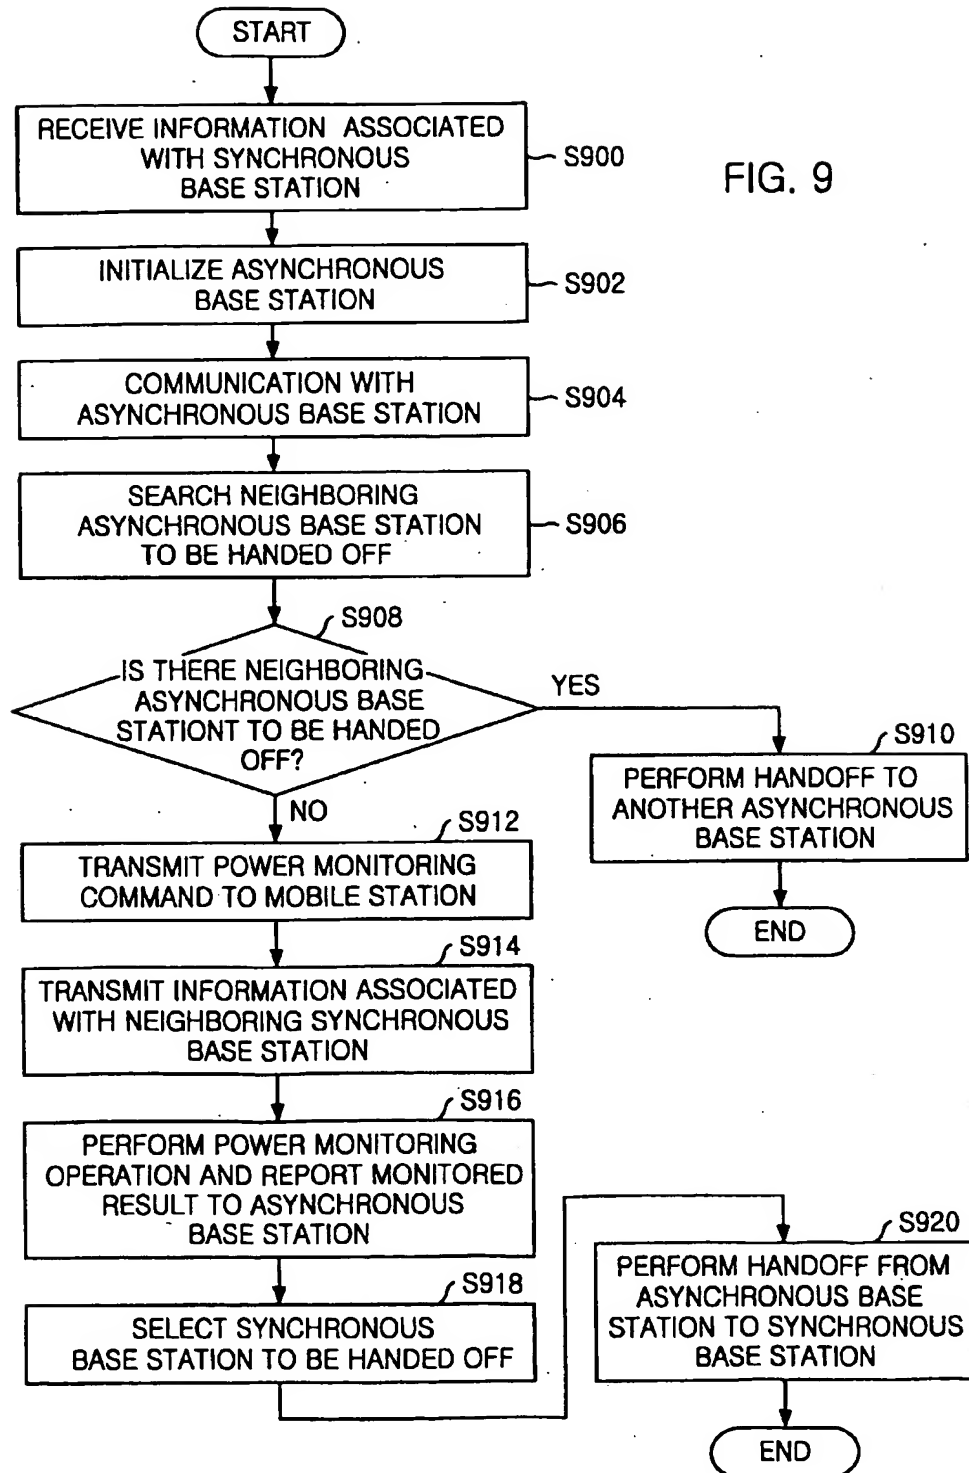 START
RECEIVE INFORMATION ASSOCIATED
WITH SYNCHRONOUS
BASE STATION
S900
FIG. 9
INITIALIZE ASYNCHRONOUS
BASE STATION
S902
COMMUNICATION WITH
ASYNCHRONOUS BASE STATION
S904
SEARCH NEIGHBORING
ASYNCHRONOUS BASE STATION
TO BE HANDED OFF
S906
S908
IS THERE NEIGHBORING
ASYNCHRONOUS BASE
STATIONT TO BE HANDED
OFF?
YES
NO
S910
PERFORM HANDOFF TO
ANOTHER ASYNCHRONOUS
BASE STATION
END
S912
TRANSMIT POWER MONITORING
COMMAND TO MOBILE STATION
S914
TRANSMIT INFORMATION ASSOCIATED
WITH NEIGHBORING SYNCHRONOUS
BASE STATION
S916
PERFORM POWER MONITORING
OPERATION AND REPORT MONITORED
RESULT TO ASYNCHRONOUS
BASE STATION
S918
SELECT SYNCHRONOUS
BASE STATION TO BE HANDED OFF
S920
PERFORM HANDOFF FROM
ASYNCHRONOUS BASE
STATION TO SYNCHRONOUS
BASE STATION
END